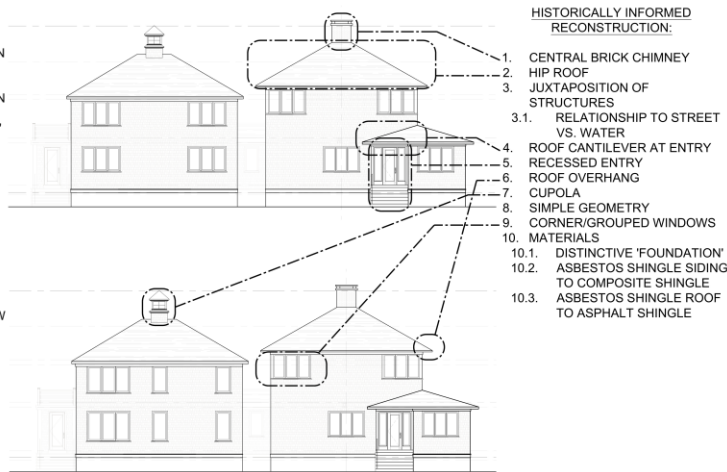 HISTORICALLY INFORMED
RECONSTRUCTION:
1. CENTRAL BRICK CHIMNEY
2. HIP ROOF
3. JUXTAPOSITION OF
STRUCTURES
3.1. RELATIONSHIP TO STREET
VS. WATER
4. ROOF CANTILEVER AT ENTRY
5. RECESSED ENTRY
6. ROOF OVERHANG
7. CUPOLA
8. SIMPLE GEOMETRY
9. CORNER/GROUPED WINDOWS
10. MATERIALS
10.1. DISTINCTIVE 'FOUNDATION'
10.2. ASBESTOS SHINGLE SIDING
TO COMPOSITE SHINGLE
10.3. ASBESTOS SHINGLE ROOF
TO ASPHALT SHINGLE